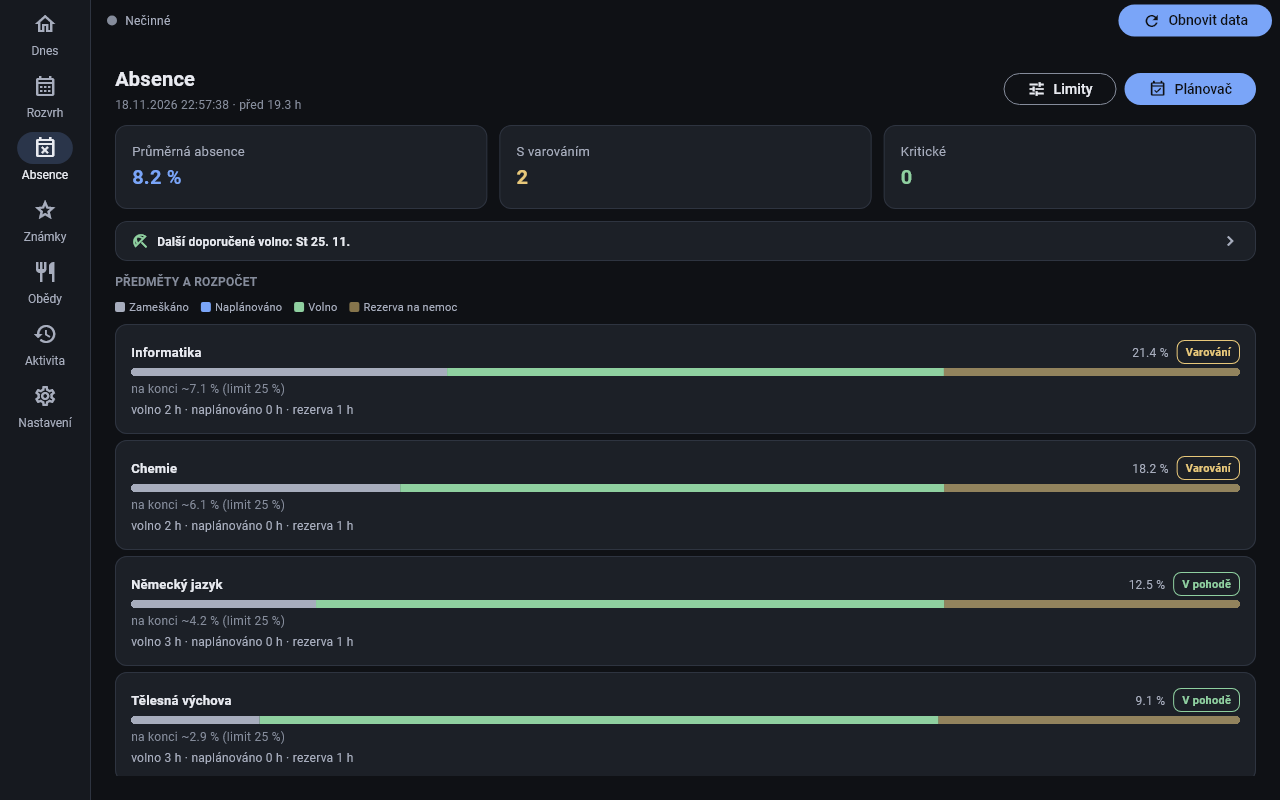 Dnes
Rozvrh
Absence
Známky
Obědy
Aktivita
Nastavení
Nečinné
Obnovit data
Absence
18.11.2026 22:57:38 · před 19.3 h
Limity
Plánovač
Průměrná absence
8.2 %
S varováním
2
Kritické
0
Další doporučené volno: St 25. 11.
PŘEDMĚTY A ROZPOČET
Zameškáno Naplánováno Volno Rezerva na nemoc
Informatika 21.4 % Varování
na konci ~7.1 % (limit 25 %)
volno 2 h · naplánováno 0 h · rezerva 1 h
Chemie 18.2 % Varování
na konci ~6.1 % (limit 25 %)
volno 2 h · naplánováno 0 h · rezerva 1 h
Německý jazyk 12.5 % V pohodě
na konci ~4.2 % (limit 25 %)
volno 3 h · naplánováno 0 h · rezerva 1 h
Tělesná výchova 9.1 % V pohodě
na konci ~2.9 % (limit 25 %)
volno 3 h · naplánováno 0 h · rezerva 1 h